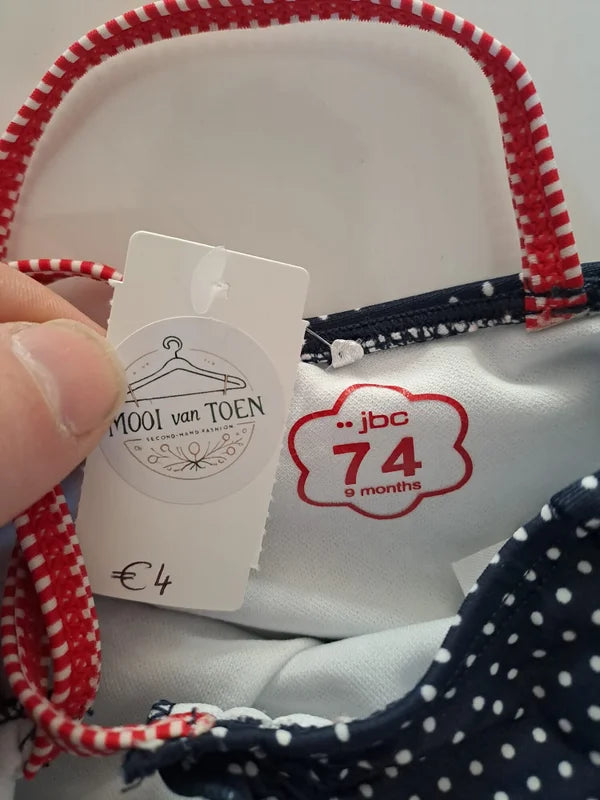 MOOI van TOEN
SECOND-HAND FASHION
€4
jbc
74
9 months